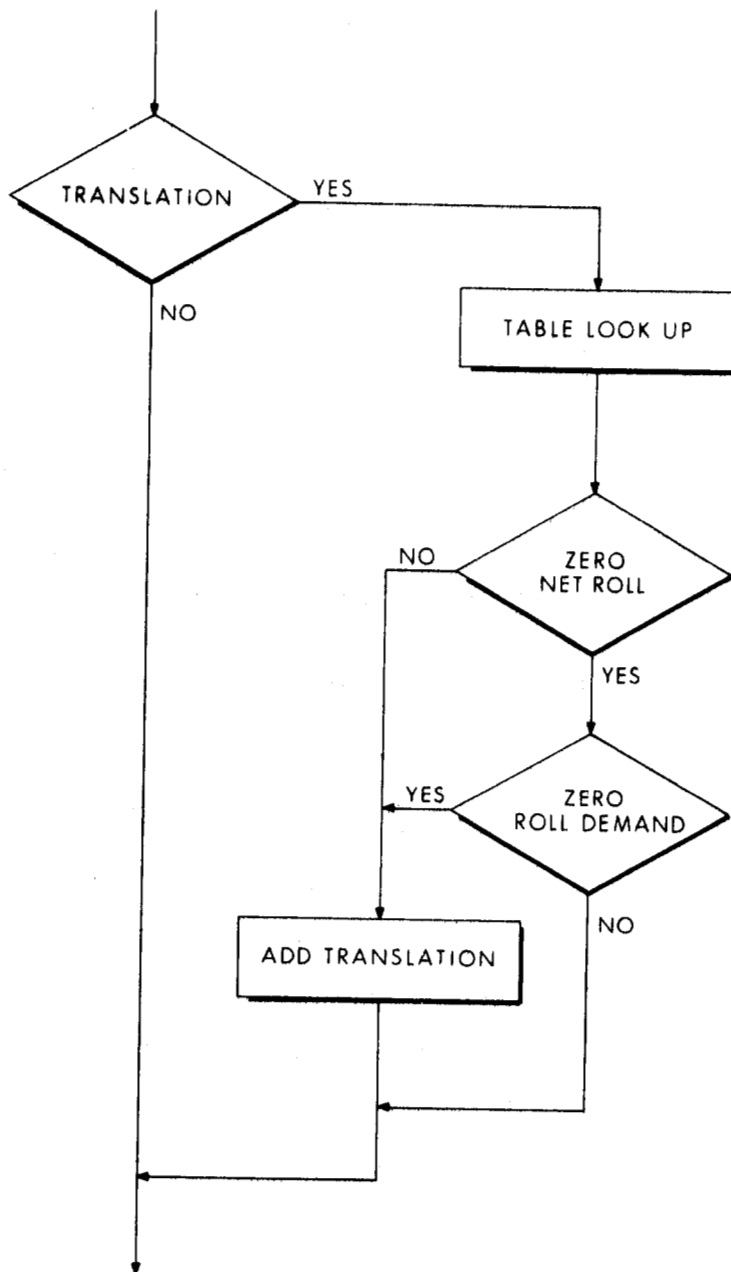 TRANSLATION
YES
NO
TABLE LOOK UP
NO
ZERO
NET ROLL
YES
YES
ZERO
ROLL DEMAND
NO
ADD TRANSLATION